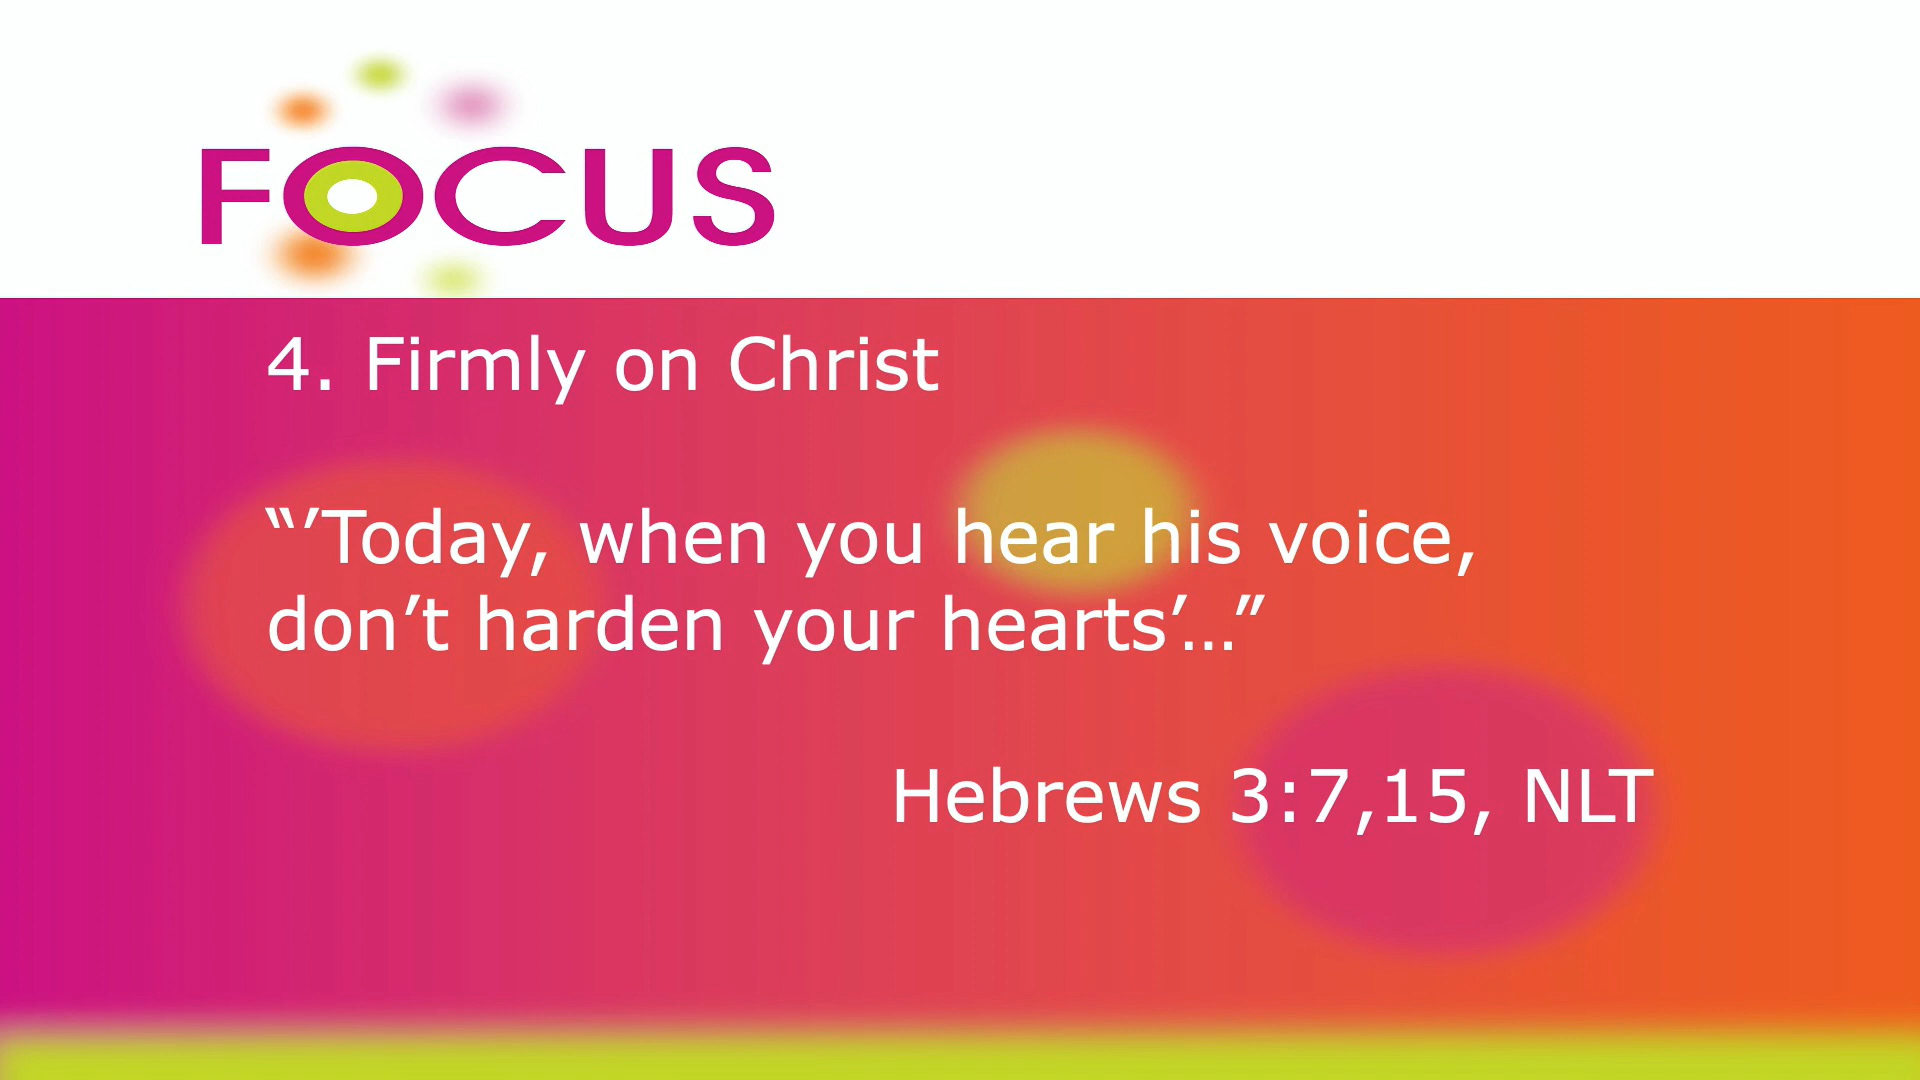 FOCUS
4. Firmly on Christ
“’Today, when you hear his voice,
don’t harden your hearts’…”
Hebrews 3:7,15, NLT